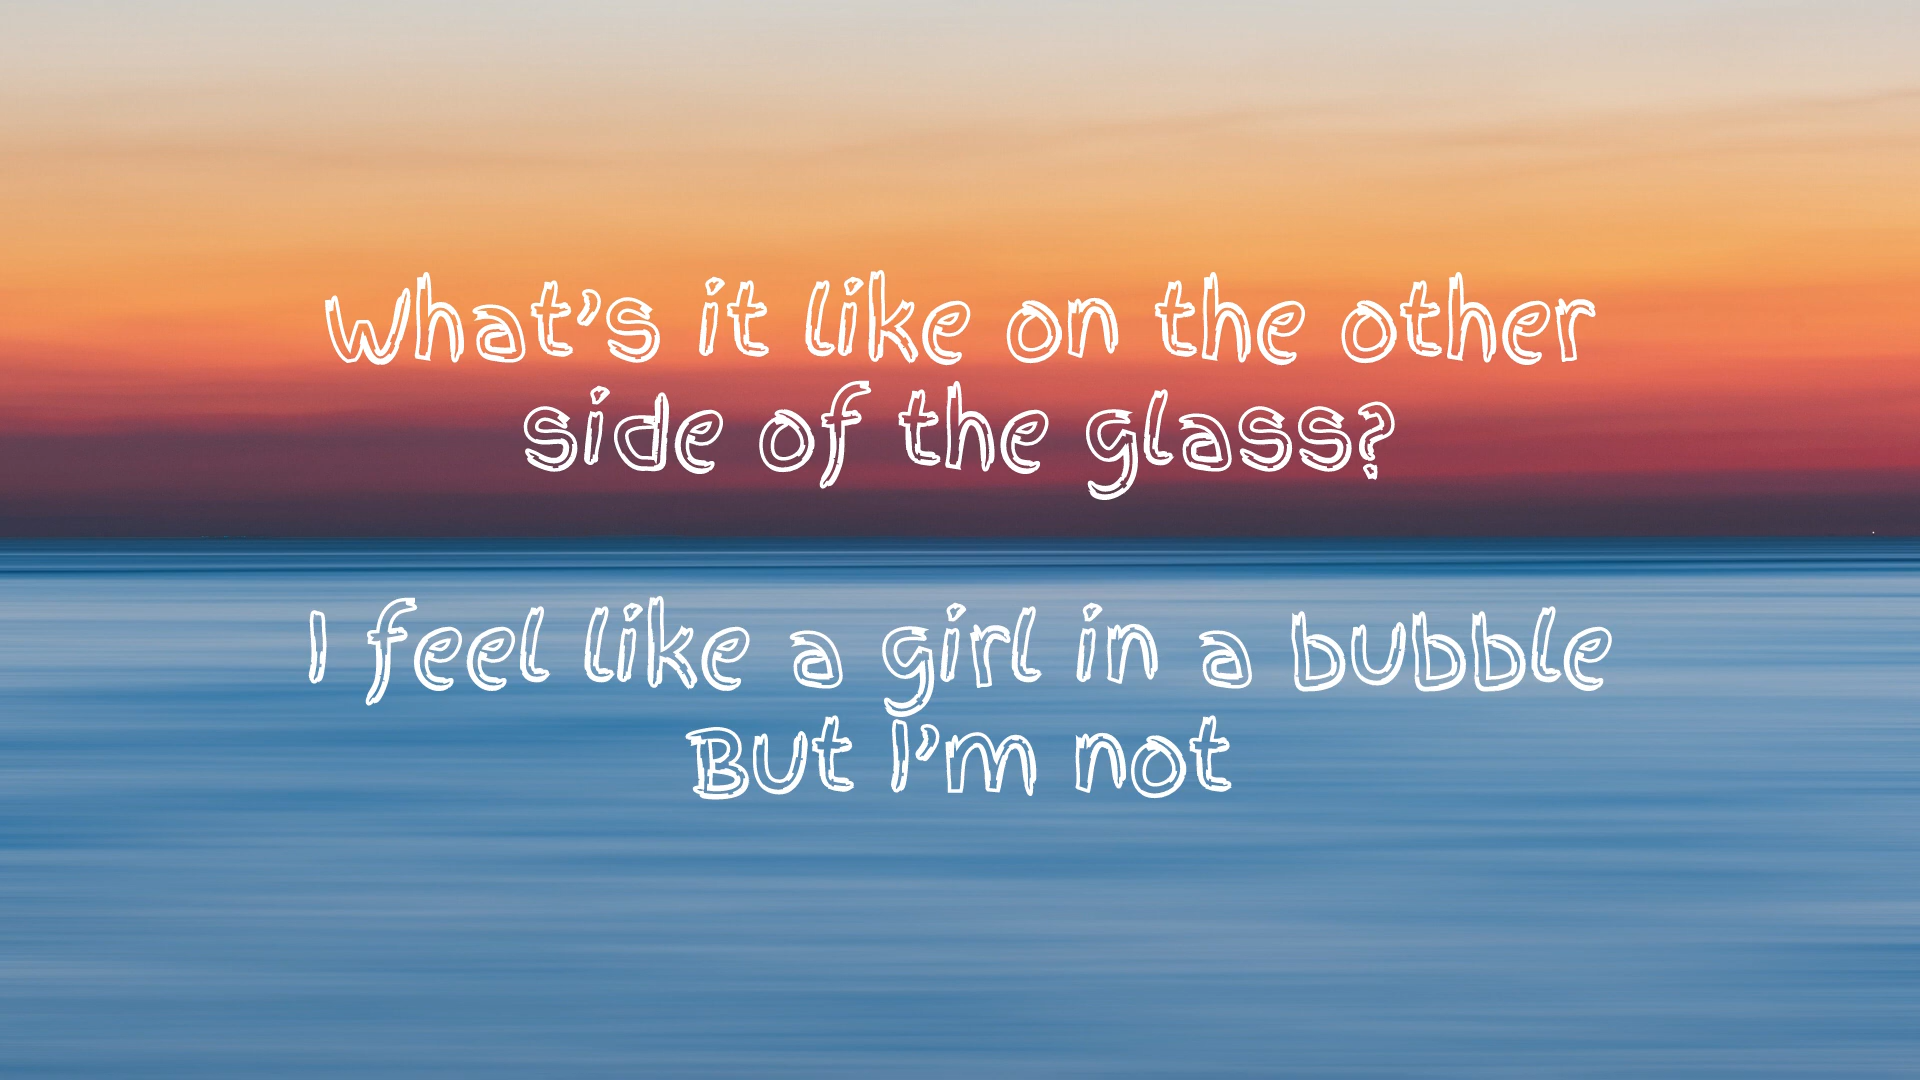 What's it like on the other
side of the glass?
I feel like a girl in a bubble
But I'm not